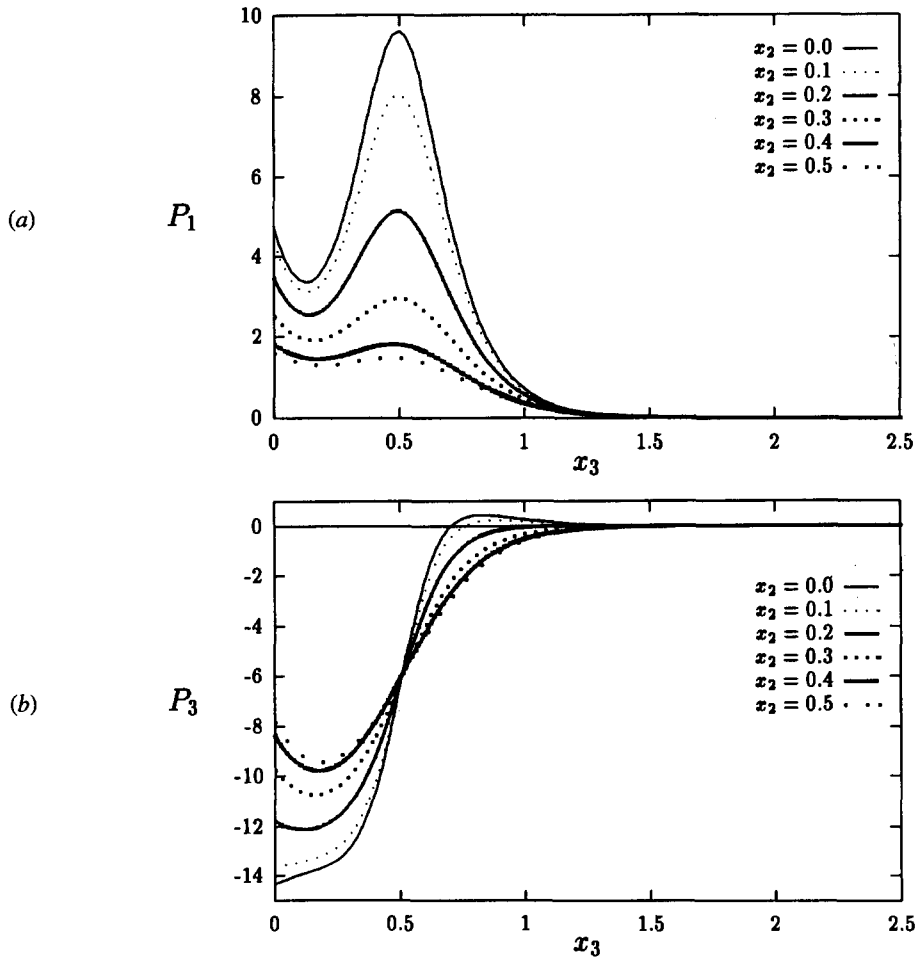 10
8
6
4
2
0
(a)
P₁
x₂ = 0.0
x₂ = 0.1
x₂ = 0.2
x₂ = 0.3
x₂ = 0.4
x₂ = 0.5
0 0.5 1 1.5 2 2.5
x₃
0
-2
-4
-6
-8
-10
-12
-14
(b)
P₃
x₂ = 0.0
x₂ = 0.1
x₂ = 0.2
x₂ = 0.3
x₂ = 0.4
x₂ = 0.5
0 0.5 1 1.5 2 2.5
x₃